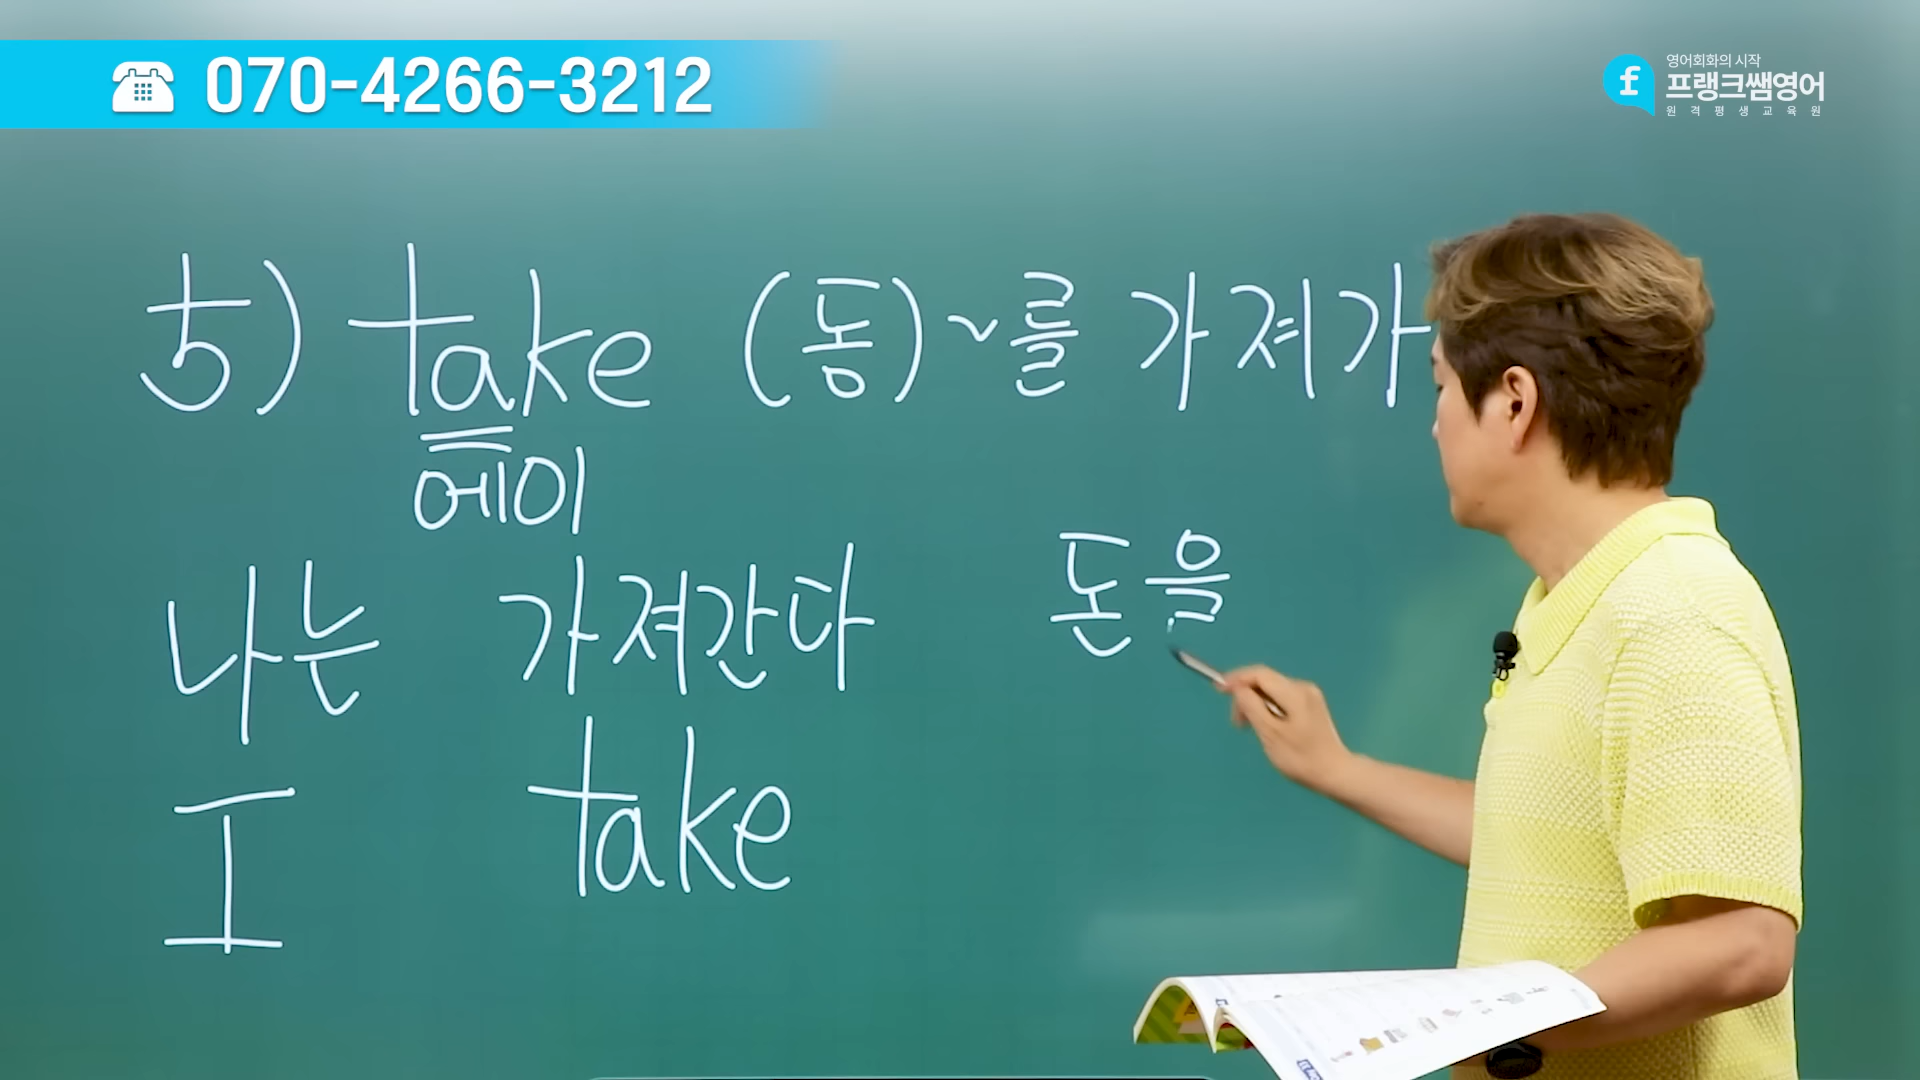 070-4266-3212
영어회화의 시작
프랭크쌤영어
원격평생교육원
5) take (동) ~를 가져가
에이
나는 가져간다 돈을
I take